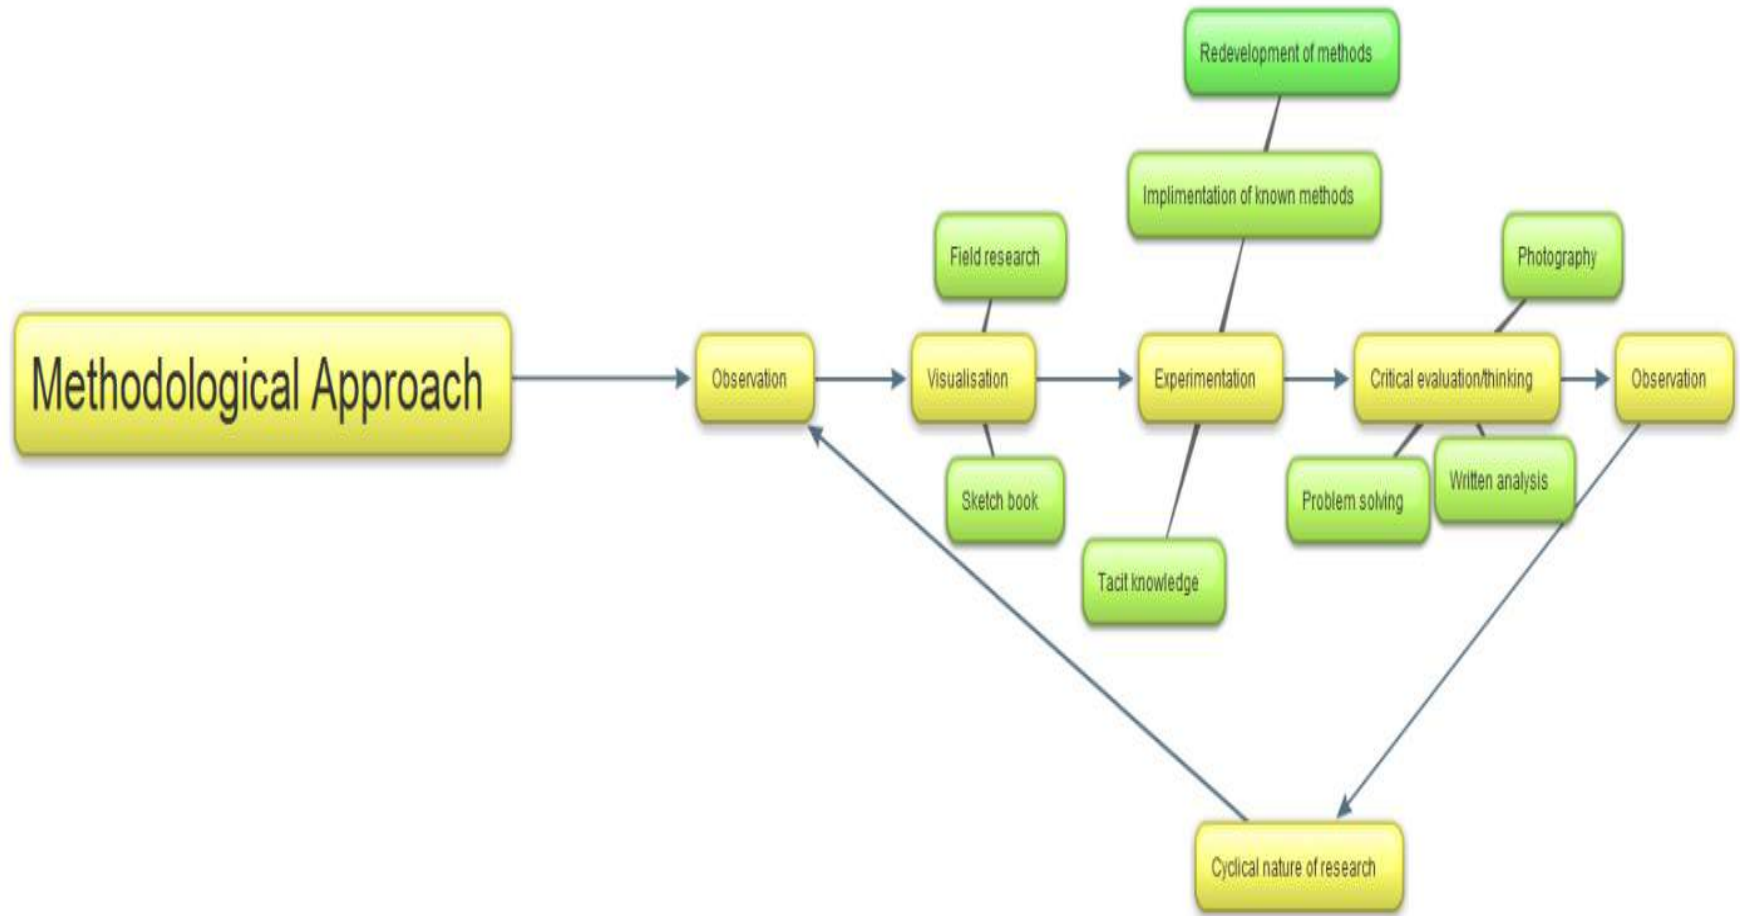 Redevelopment of methods
Implimentation of known methods
Field research
Photography
Methodological Approach
Observation
Visualisation
Experimentation
Critical evaluation/thinking
Observation
Sketch book
Problem solving
Written analysis
Tacit knowledge
Cyclical nature of research